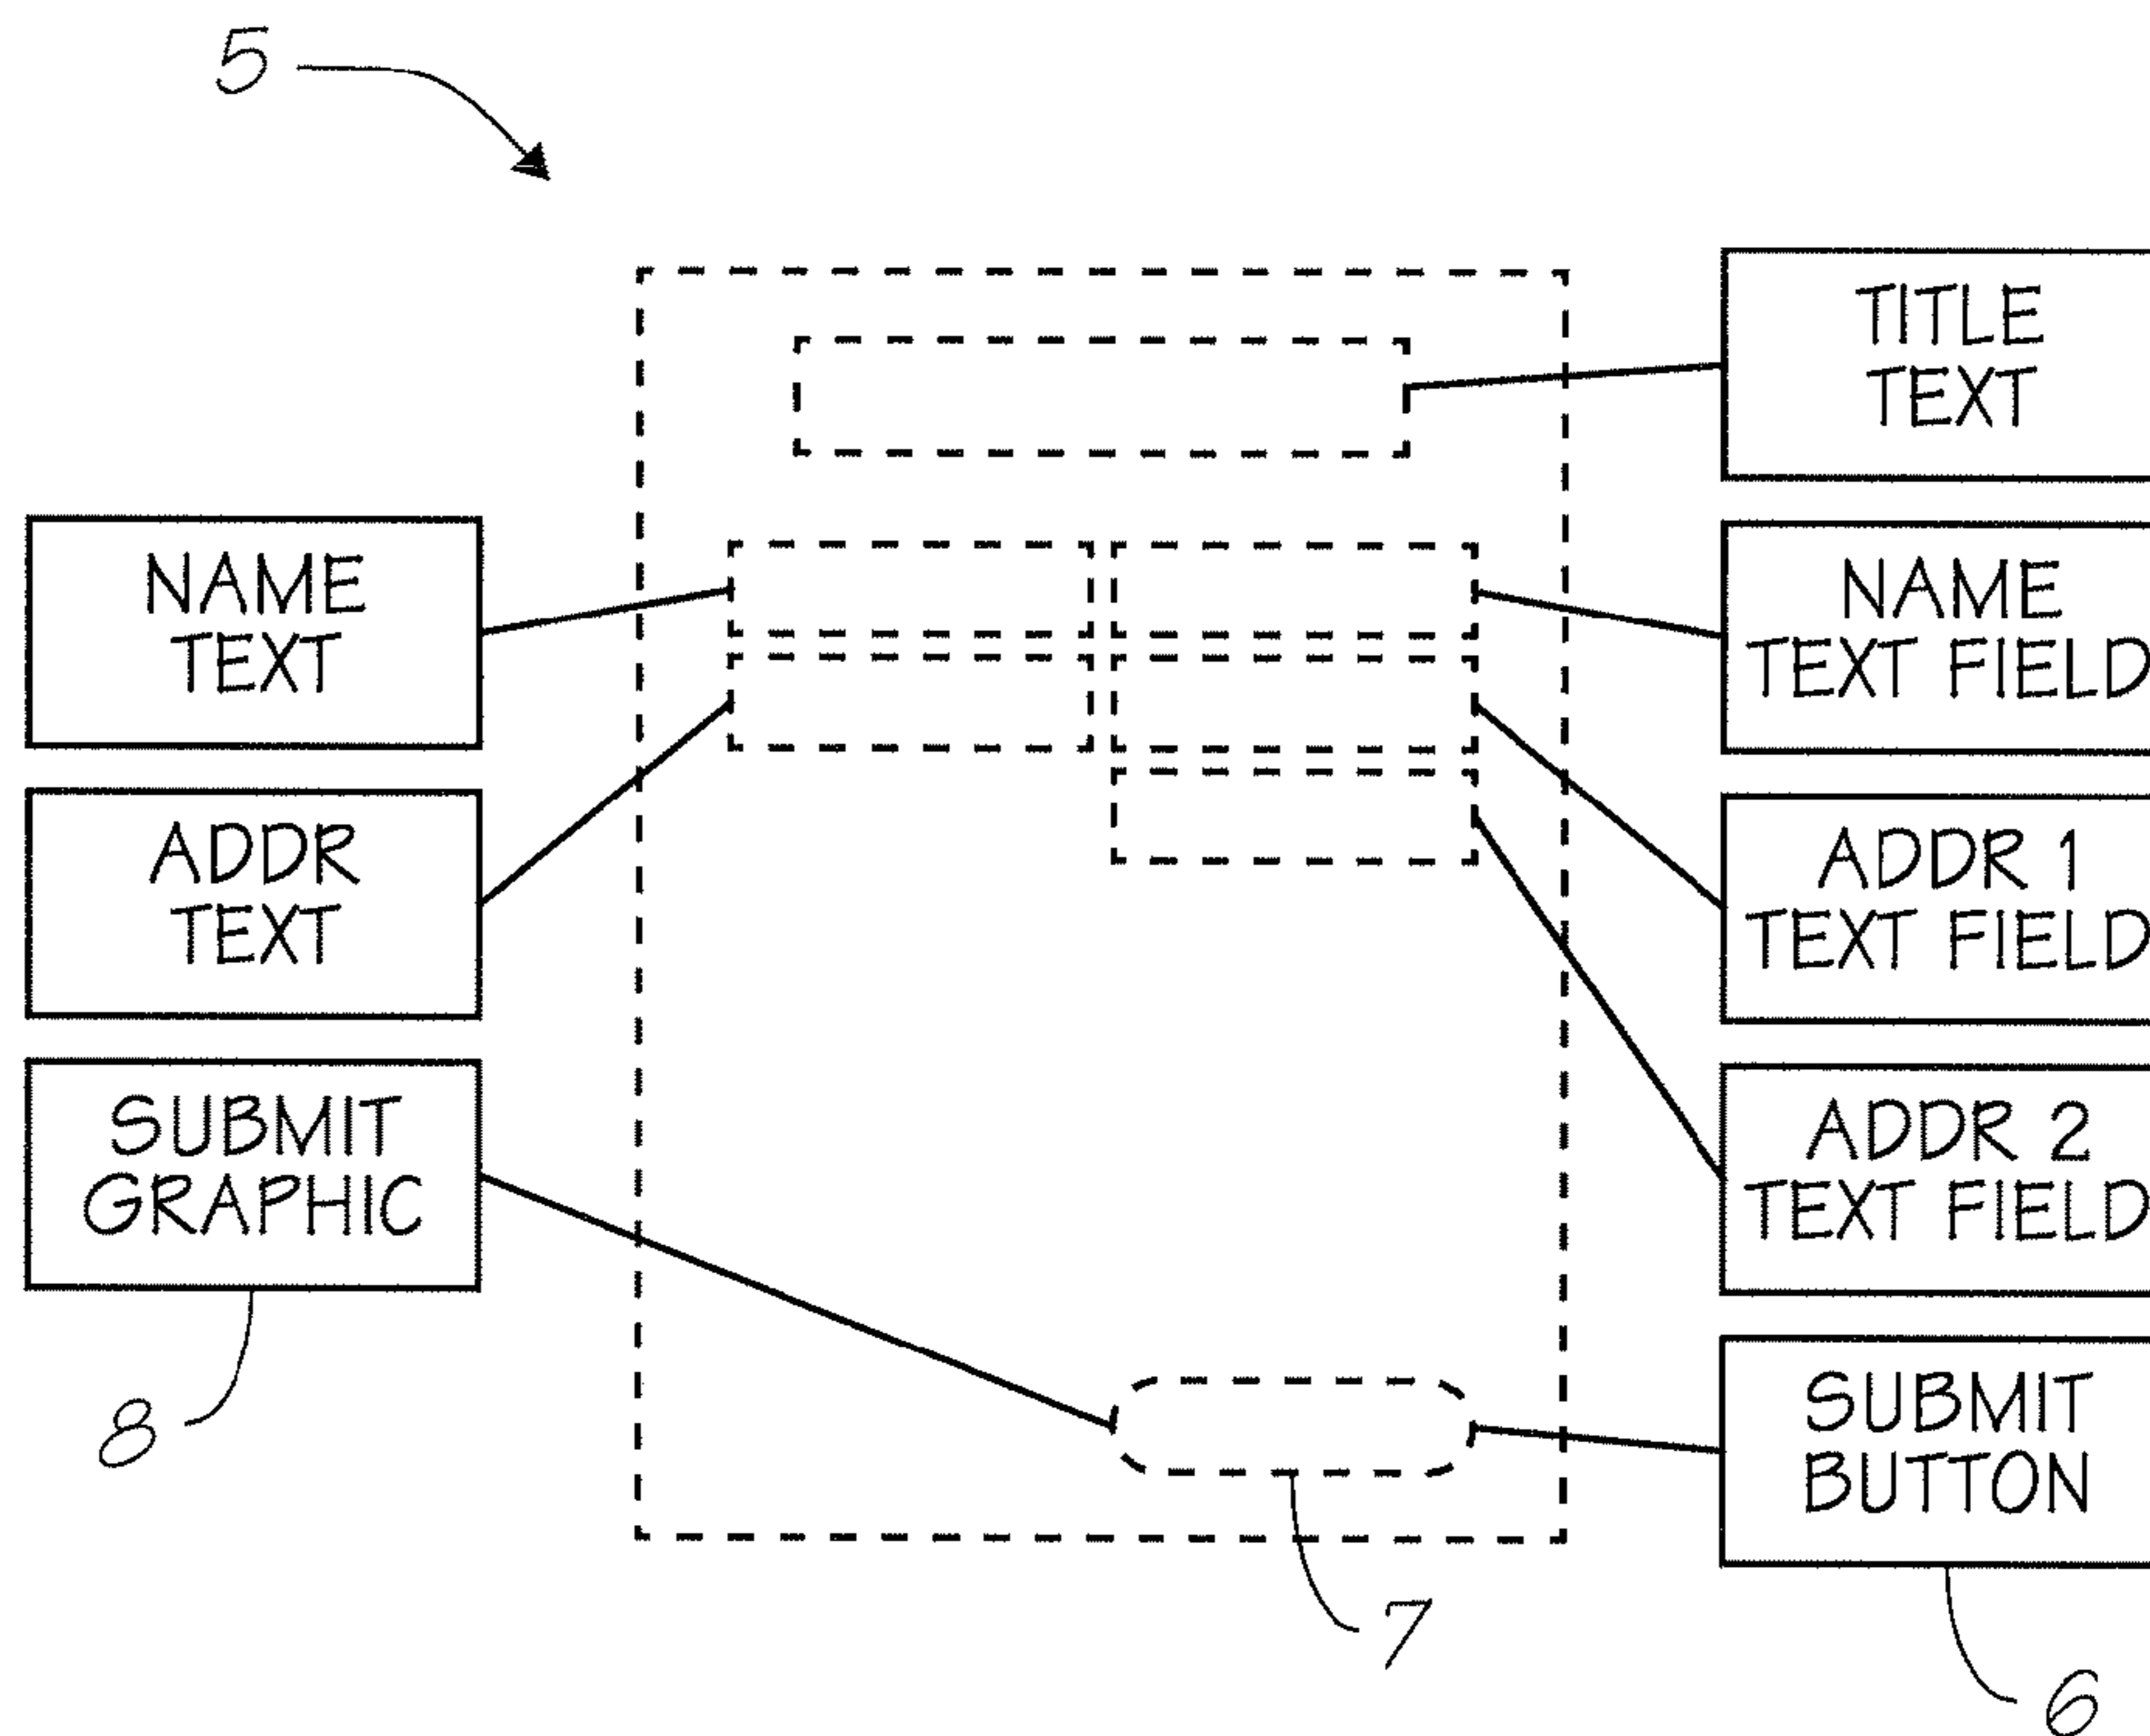 5
TITLE
TEXT
NAME
TEXT
NAME
TEXT FIELD
ADDR
TEXT
ADDR 1
TEXT FIELD
SUBMIT
GRAPHIC
ADDR 2
TEXT FIELD
SUBMIT
BUTTON
8
7
6